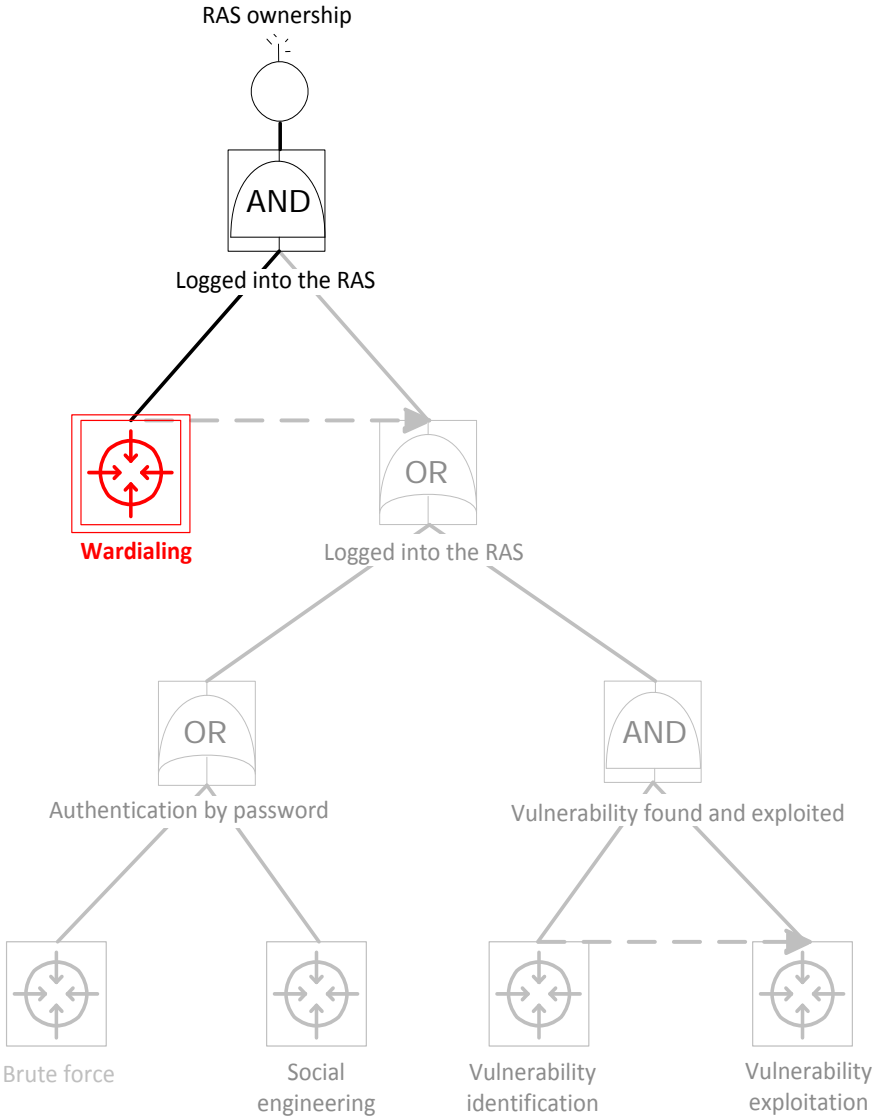 RAS ownership
AND
Logged into the RAS
OR
Wardialing
Logged into the RAS
OR
AND
Authentication by password
Vulnerability found and exploited
Brute force
Social
engineering
Vulnerability
identification
Vulnerability
exploitation